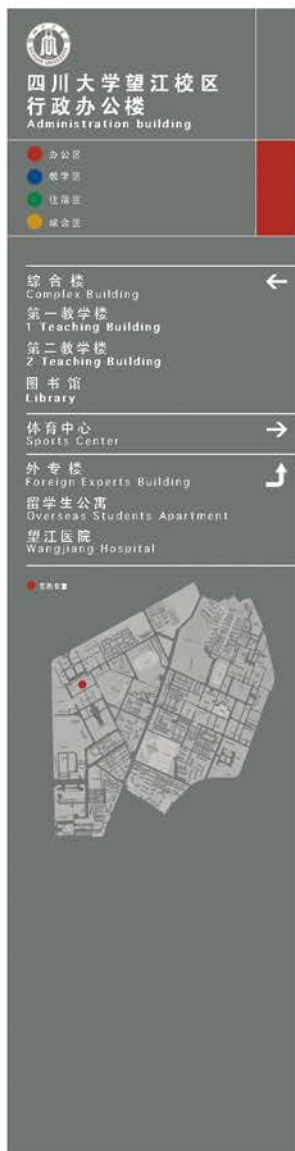 四川大学望江校区
行政办公楼
Administration building
办公区
教学区
住宿区
综合区
综合楼
Complex Building
第一教学楼
1 Teaching Building
第二教学楼
2 Teaching Building
图书馆
Library
体育中心
Sports Center
外专楼
Foreign Experts Building
留学生公寓
Overseas Students Apartment
望江医院
Wangjiang Hospital
您的位置